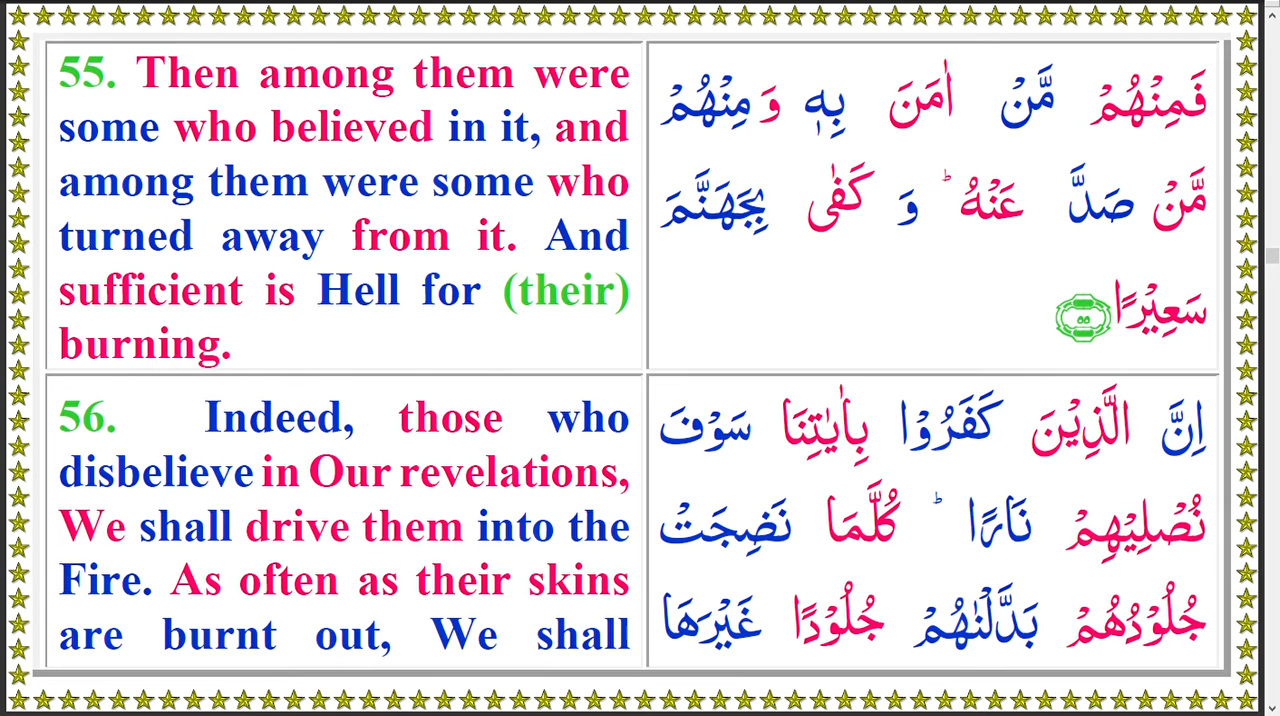 55. Then among them were
some who believed in it, and
among them were some who
turned away from it. And
sufficient is Hell for (their)
burning.
فَمِنْهُمْ مَّنْ اٰمَنَ بِهٖ وَ مِنْهُمْ
مَّنْ صَدَّ عَنْهُ ؕ وَ كَفٰی بِجَهَنَّمَ
سَعِیْرًا ۵۵
56. Indeed, those who
disbelieve in Our revelations,
We shall drive them into the
Fire. As often as their skins
are burnt out, We shall
اِنَّ الَّذِیْنَ كَفَرُوْا بِاٰیٰتِنَا سَوْفَ
نُصْلِیْهِمْ نَارًا ؕ كُلَّمَا نَضِجَتْ
جُلُوْدُهُمْ بَدَّلْنٰهُمْ جُلُوْدًا غَیْرَهَا